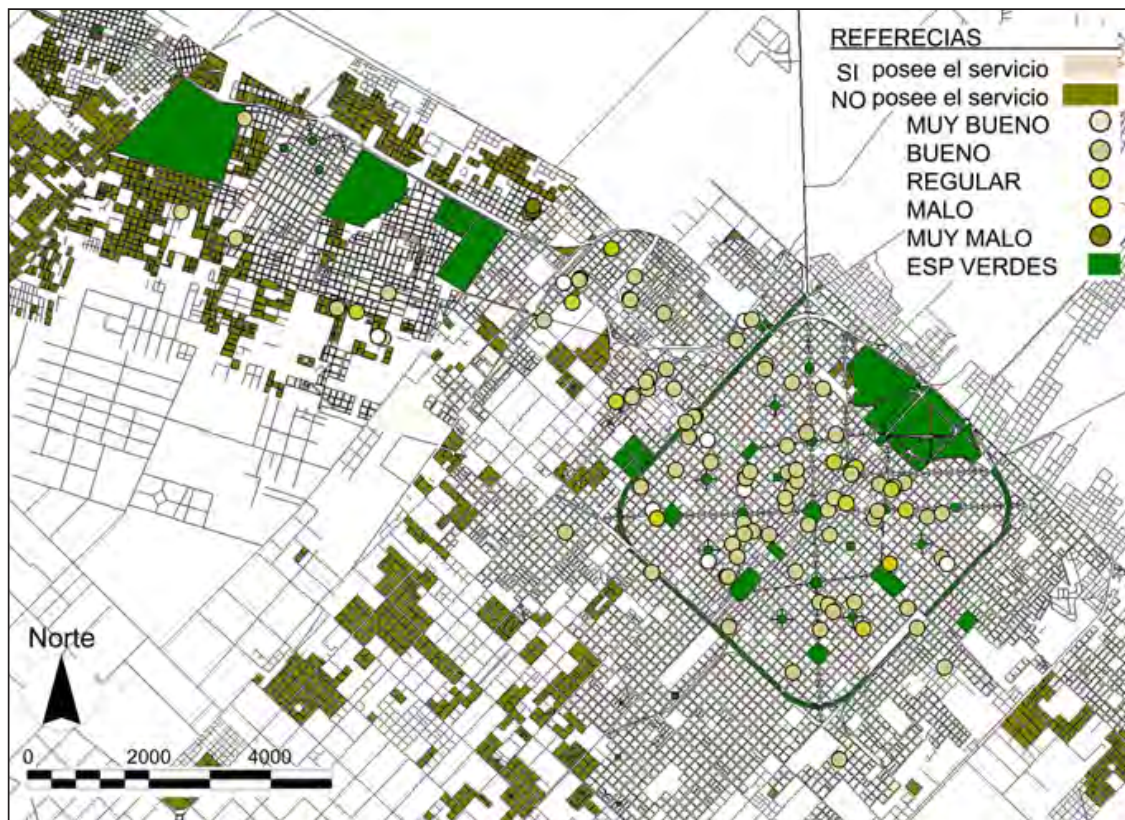 REFERECIAS
SI posee el servicio
NO posee el servicio
MUY BUENO
BUENO
REGULAR
MALO
MUY MALO
ESP VERDES
Norte
0 2000 4000